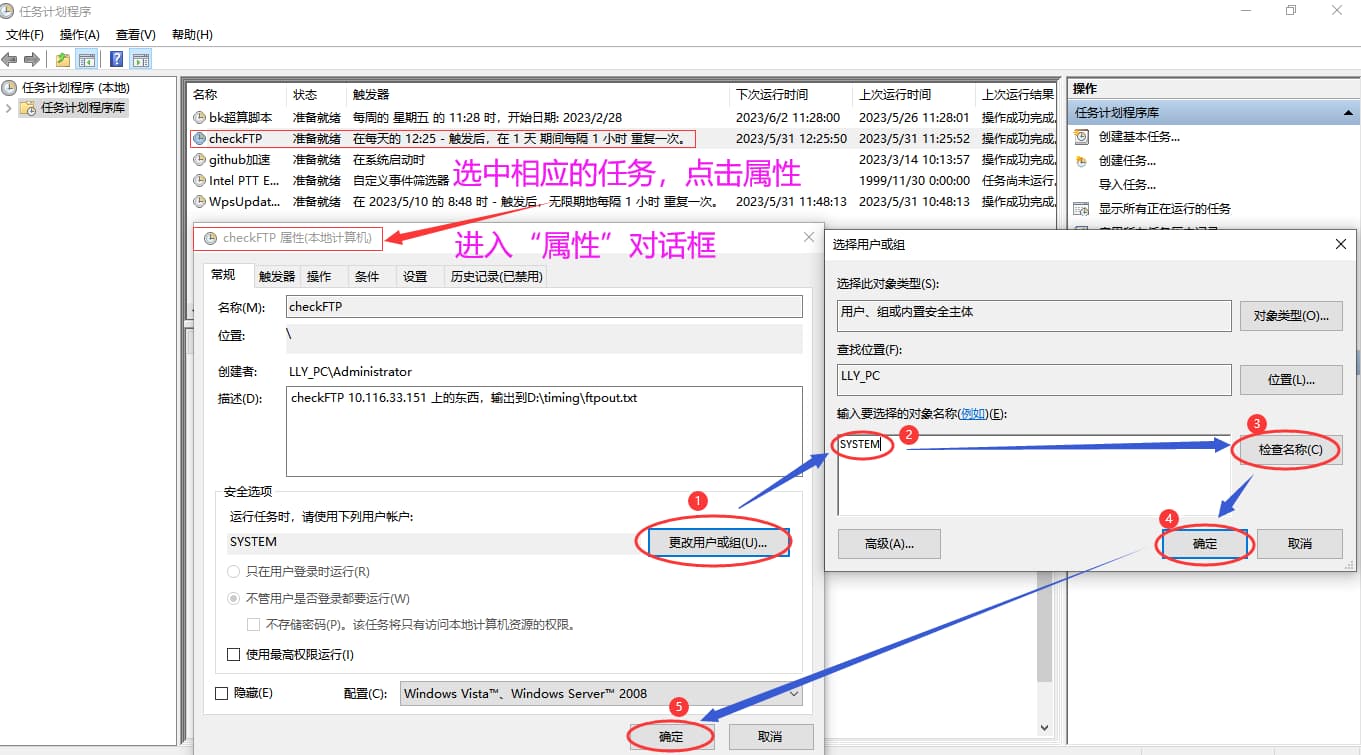 任务计划程序
文件(F) 操作(A) 查看(V) 帮助(H)
任务计划程序 (本地)
任务计划程序库
名称 状态 触发器 下次运行时间 上次运行时间 上次运行结果
bk超算脚本 准备就绪 每周的 星期五 的 11:28 时，开始日期: 2023/2/28 2023/6/2 11:28:00 2023/5/26 11:28:01 操作成功完成,
checkFTP 准备就绪 在每天的 12:25 - 触发后，在 1 天 期间每隔 1 小时 重复一次。 2023/5/31 12:25:50 2023/5/31 11:25:52 操作成功完成,
github加速 准备就绪 在系统启动时 2023/3/14 10:13:57 操作成功完成,
Intel PTT E... 准备就绪 自定义事件筛选器 1999/11/30 0:00:00 任务尚未运行,
WpsUpdat... 准备就绪 在 2023/5/10 的 8:48 时 - 触发后，无限期地每隔 1 小时 重复一次。 2023/5/31 11:48:13 2023/5/31 10:48:13 操作成功完成,
选中相应的任务，点击属性
进入“属性”对话框
操作
任务计划程序库
创建基本任务...
创建任务...
导入任务...
显示所有正在运行的任务
checkFTP 属性(本地计算机)
常规 触发器 操作 条件 设置 历史记录(已禁用)
名称(M): checkFTP
位置: \
创建者: LLY_PC\Administrator
描述(D): checkFTP 10.116.33.151 上的东西，输出到D:\timing\ftpout.txt
安全选项
运行任务时，请使用下列用户帐户:
SYSTEM
1
更改用户或组(U)...
只在用户登录时运行(R)
不管用户是否登录都要运行(W)
不存储密码(P)。该任务将只有访问本地计算机资源的权限。
使用最高权限运行(I)
隐藏(E) 配置(C): Windows Vista™、Windows Server™ 2008
5
确定 取消
选择用户或组
选择此对象类型(S):
用户、组或内置安全主体 对象类型(O)...
查找位置(F):
LLY_PC 位置(L)...
输入要选择的对象名称(例如)(E):
SYSTEM 2 3 检查名称(C)
4
高级(A)... 确定 取消